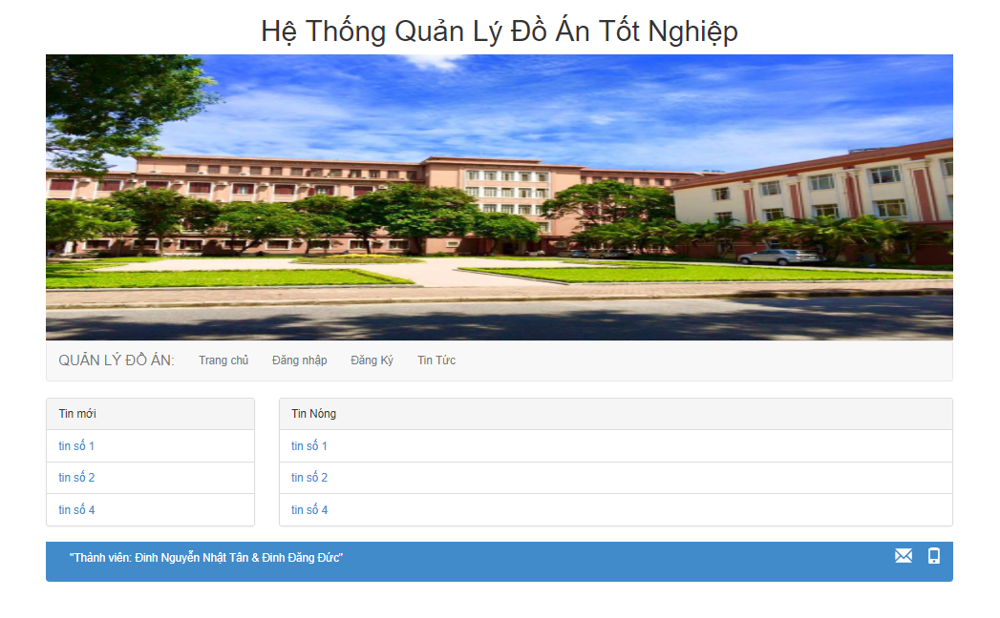 Hệ Thống Quản Lý Đồ Án Tốt Nghiệp
QUẢN LÝ ĐỒ ÁN: Trang chủ Đăng nhập Đăng Ký Tin Tức
Tin mới
tin số 1
tin số 2
tin số 4
Tin Nóng
tin số 1
tin số 2
tin số 4
"Thành viên: Đinh Nguyễn Nhật Tân & Đinh Đăng Đức"